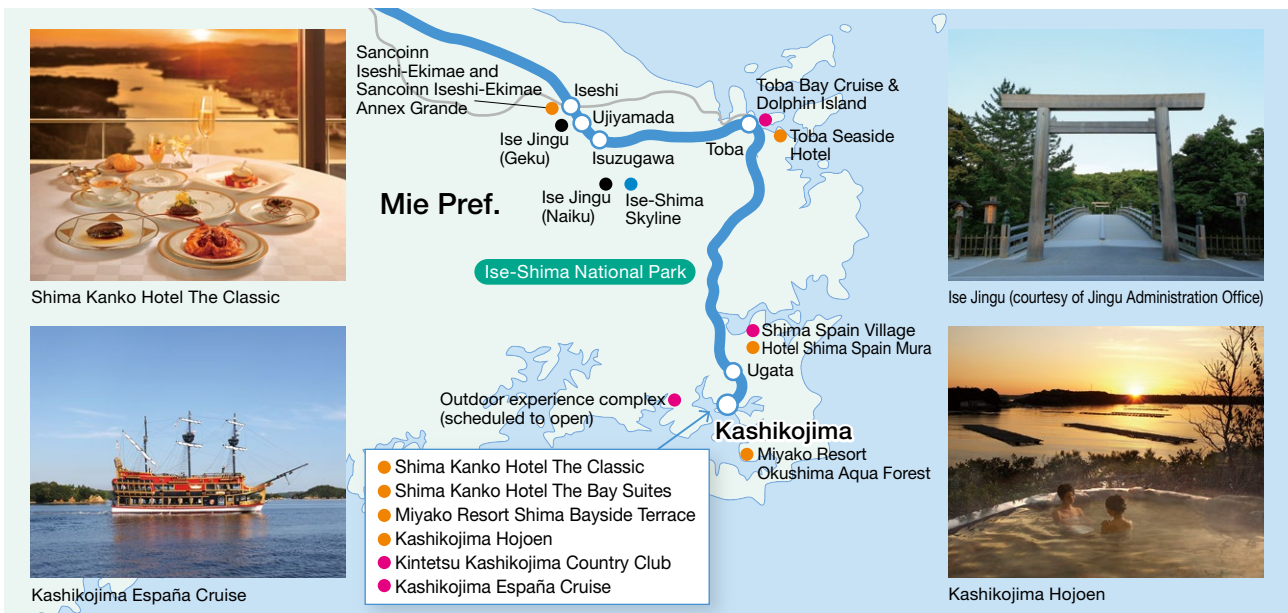 Shima Kanko Hotel The Classic
Kashikojima España Cruise
Sancoinn
Iseshi-Ekimae and
Sancoinn Iseshi-Ekimae
Annex Grande
Iseshi
Ujiyamada
Ise Jingu
(Geku)
Isuzugawa
Toba Bay Cruise &
Dolphin Island
Toba
Toba Seaside
Hotel
Mie Pref.
Ise Jingu
(Naiku)
Ise-Shima
Skyline
Ise-Shima National Park
Shima Spain Village
Hotel Shima Spain Mura
Ugata
Outdoor experience complex
(scheduled to open)
Kashikojima
Miyako Resort
Okushima Aqua Forest
Shima Kanko Hotel The Classic
Shima Kanko Hotel The Bay Suites
Miyako Resort Shima Bayside Terrace
Kashikojima Hojoen
Kintetsu Kashikojima Country Club
Kashikojima España Cruise
Ise Jingu (courtesy of Jingu Administration Office)
Kashikojima Hojoen